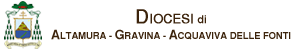 DIOCESI di
ALTAMURA - GRAVINA - ACQUAVIVA DELLE FONTI